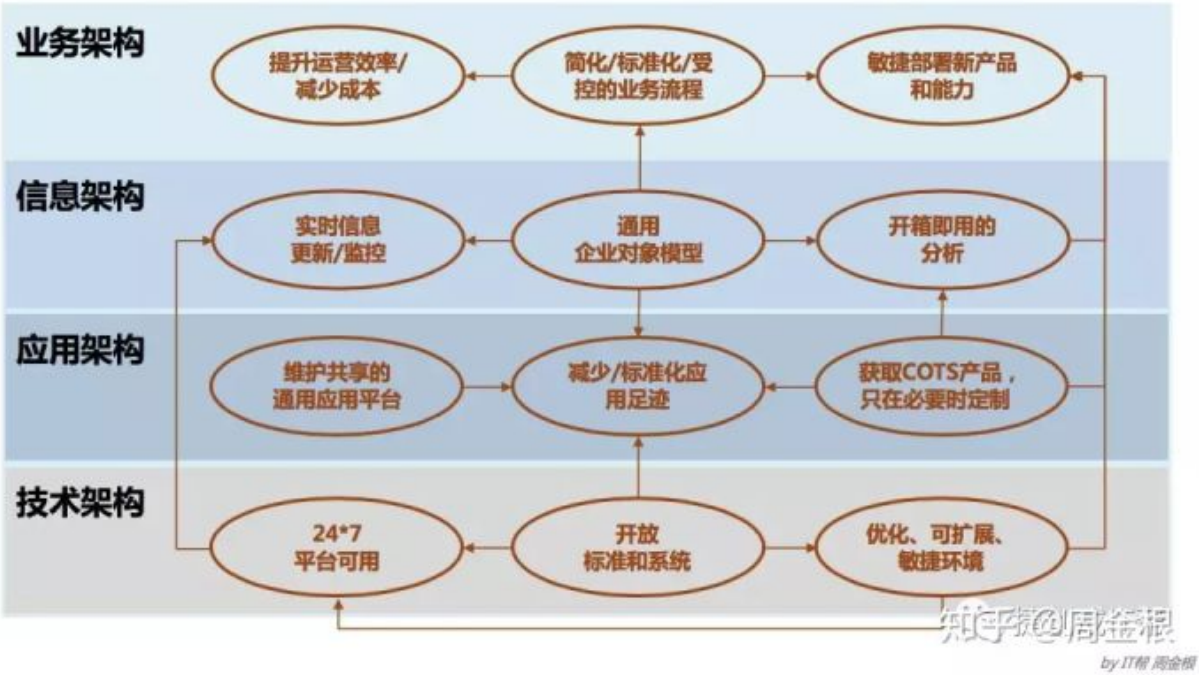 业务架构
提升运营效率/
减少成本
简化/标准化/受
控的业务流程
敏捷部署新产品
和能力
信息架构
实时信息
更新/监控
通用
企业对象模型
开箱即用的
分析
应用架构
维护共享的
通用应用平台
减少/标准化应
用足迹
获取COTS产品，
只在必要时定制
技术架构
24*7
平台可用
开放
标准和系统
优化、可扩展、
敏捷环境
知乎 @周金根
by IT帮 周金根